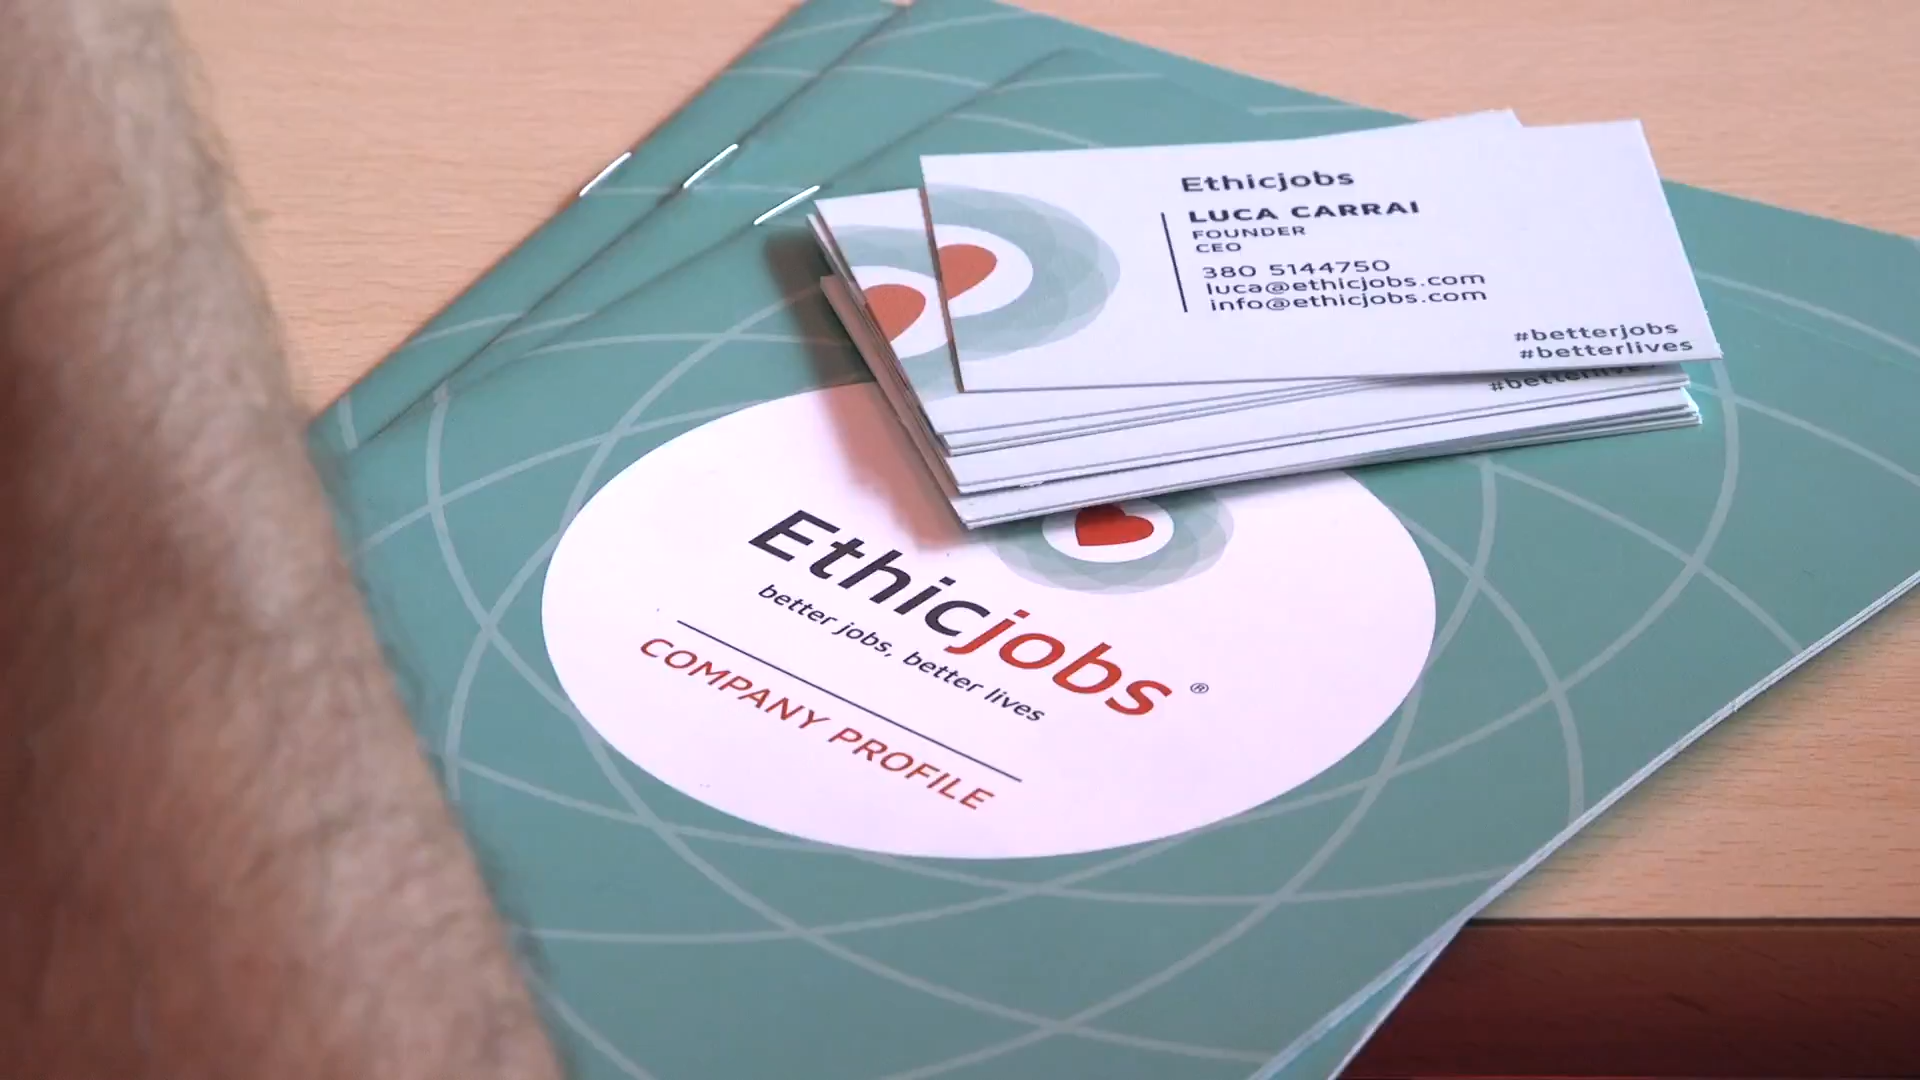 Ethicjobs
LUCA CARRAI
FOUNDER
CEO
380 5144750
luca@ethicjobs.com
info@ethicjobs.com
#betterjobs
#betterlives
#betterlives
Ethicjobs®
better jobs, better lives
COMPANY PROFILE